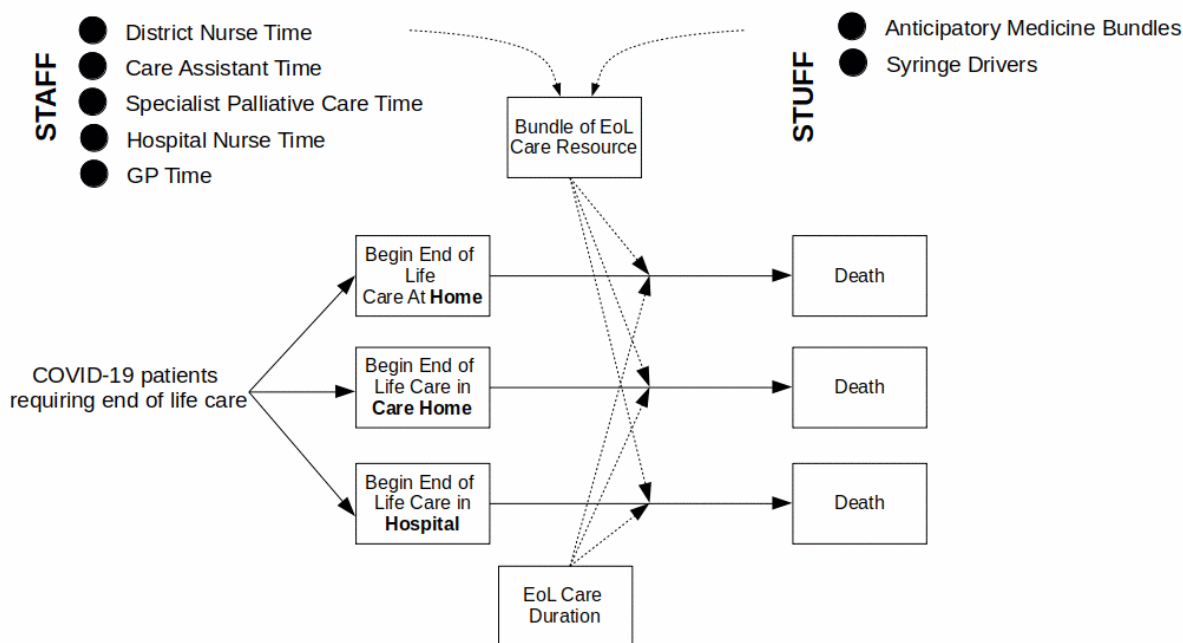 STAFF
District Nurse Time
Care Assistant Time
Specialist Palliative Care Time
Hospital Nurse Time
GP Time
STUFF
Anticipatory Medicine Bundles
Syringe Drivers
Bundle of EoL
Care Resource
Begin End of
Life
Care At Home
Death
COVID-19 patients
requiring end of life care
Begin End of
Life Care in
Care Home
Death
Begin End of
Life Care in
Hospital
Death
EoL Care
Duration